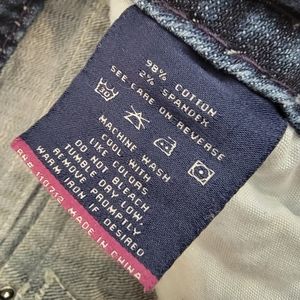 98% COTTON
2% SPANDEX
SEE CARE ON REVERSE
30
MACHINE WASH
COOL WITH
LIKE COLORS
DO NOT BLEACH
TUMBLE DRY LOW,
REMOVE PROMPTLY
WARM IRON IF DESIRED
MADE IN CHINA